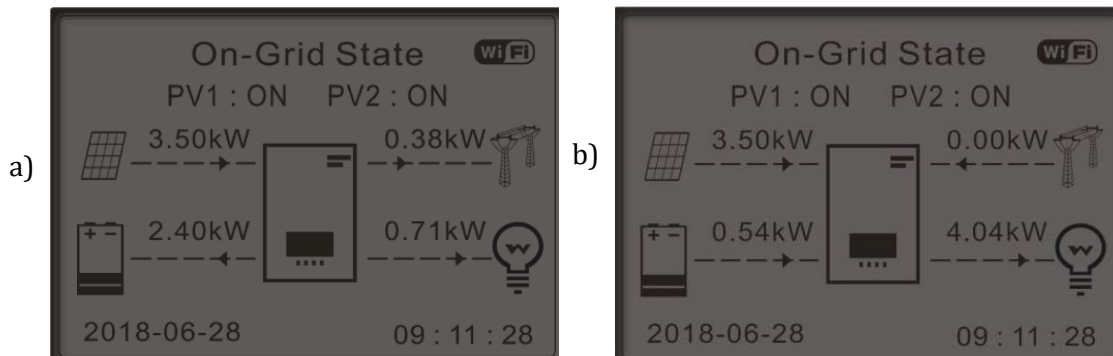 a)
On-Grid State WiFi
PV1 : ON PV2 : ON
3.50kW 0.38kW
2.40kW 0.71kW
2018-06-28 09 : 11 : 28
b)
On-Grid State WiFi
PV1 : ON PV2 : ON
3.50kW 0.00kW
0.54kW 4.04kW
2018-06-28 09 : 11 : 28